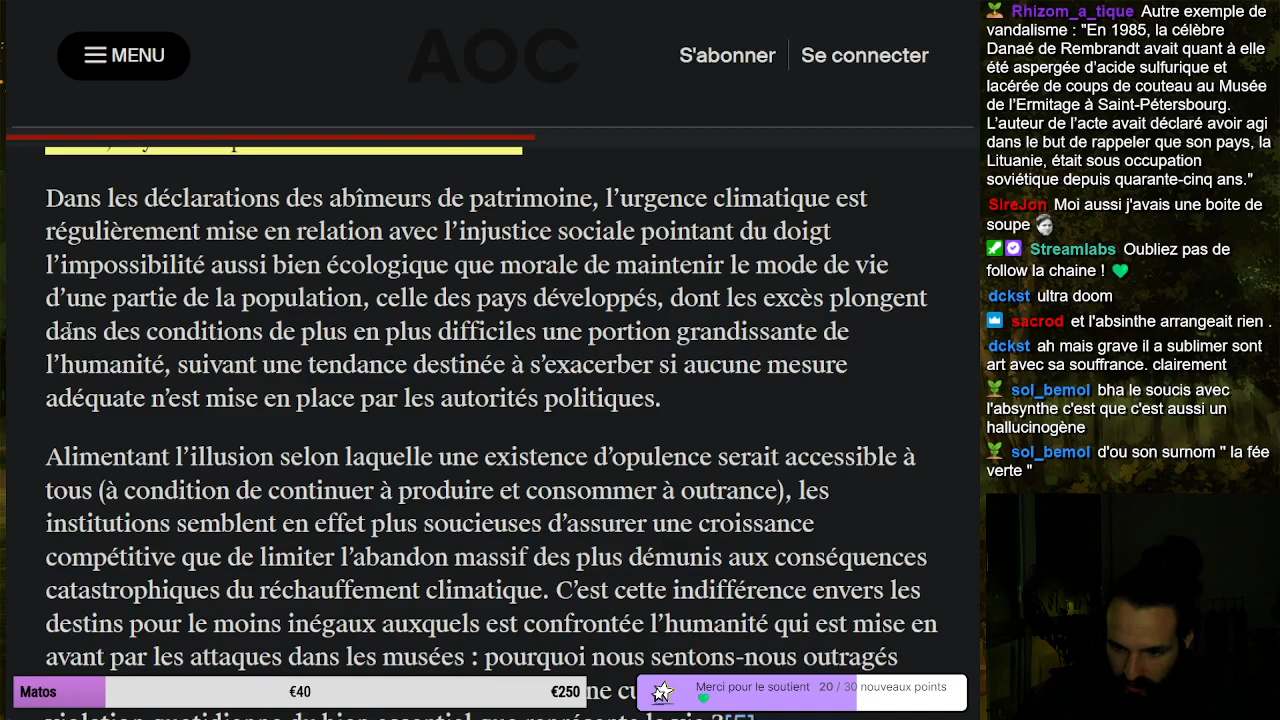 MENU
AOC
S'abonner
Se connecter
Dans les déclarations des abîmeurs de patrimoine, l’urgence climatique est
régulièrement mise en relation avec l’injustice sociale pointant du doigt
l’impossibilité aussi bien écologique que morale de maintenir le mode de vie
d’une partie de la population, celle des pays développés, dont les excès plongent
dans des conditions de plus en plus difficiles une portion grandissante de
l’humanité, suivant une tendance destinée à s’exacerber si aucune mesure
adéquate n’est mise en place par les autorités politiques.
Alimentant l’illusion selon laquelle une existence d’opulence serait accessible à
tous (à condition de continuer à produire et consommer à outrance), les
institutions semblent en effet plus soucieuses d’assurer une croissance
compétitive que de limiter l’abandon massif des plus démunis aux conséquences
catastrophiques du réchauffement climatique. C’est cette indifférence envers les
destins pour le moins inégaux auxquels est confrontée l’humanité qui est mise en
avant par les attaques dans les musées : pourquoi nous sentons-nous outragés
Matos
€40
€250
Merci pour le soutient 20 / 30 nouveaux points
Rhizom_a_tique Autre exemple de
vandalisme : "En 1985, la célèbre
Danaé de Rembrandt avait quant à elle
été aspergée d’acide sulfurique et
lacérée de coups de couteau au Musée
de l’Ermitage à Saint-Pétersbourg.
L’auteur de l’acte avait déclaré avoir agi
dans le but de rappeler que son pays, la
Lituanie, était sous occupation
soviétique depuis quarante-cinq ans."
SireJon Moi aussi j'avais une boite de
soupe
Streamlabs Oubliez pas de
follow la chaine !
dckst ultra doom
sacrod et l'absinthe arrangeait rien .
dckst ah mais grave il a sublimer sont
art avec sa souffrance. clairement
sol_bemol bha le soucis avec
l'absynthe c'est que c'est aussi un
hallucinogène
sol_bemol d'ou son surnom " la fée
verte "